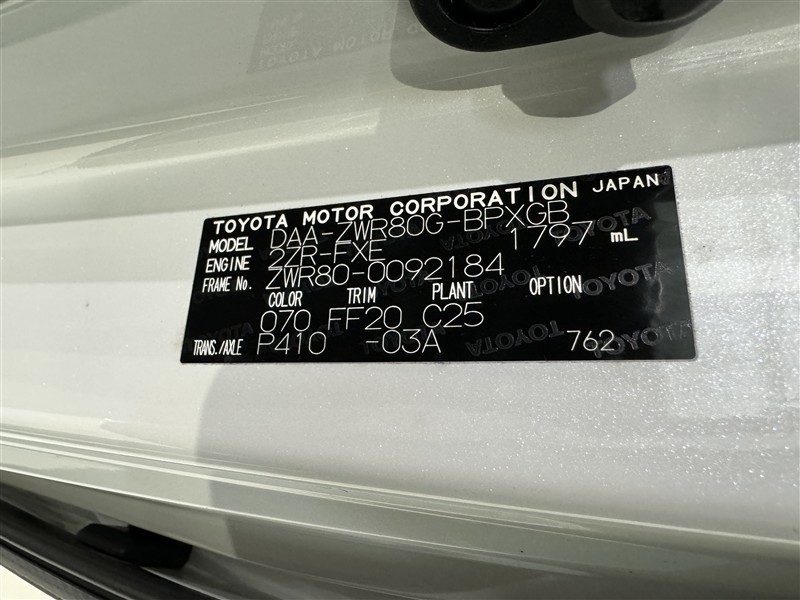 TOYOTA MOTOR CORPORATION JAPAN
MODEL DAA-ZWR80G-BPXGB
ENGINE 2ZR-FXE 1797 mL
FRAME No. ZWR80-0092184
COLOR TRIM PLANT OPTION
070 FF20 C25
TRANS./AXLE P410 -03A 762